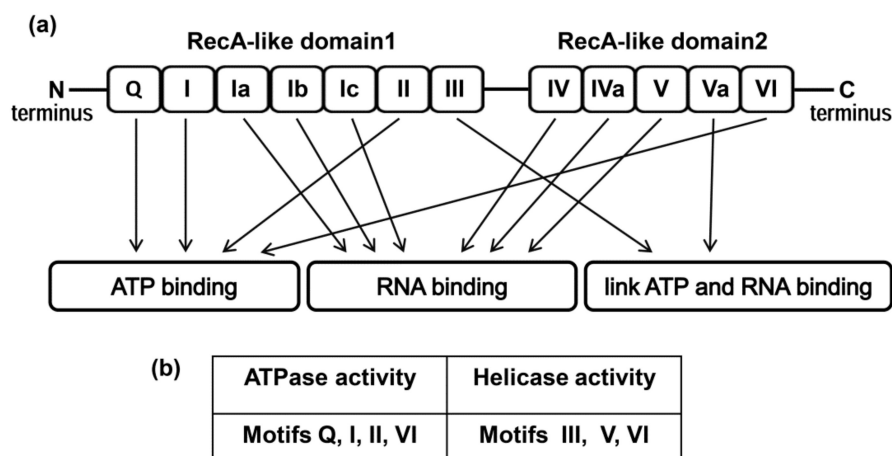 (a)
RecA-like domain1 RecA-like domain2
N Q I Ia Ib Ic II III IV IVa V Va VI C
terminus terminus
ATP binding RNA binding link ATP and RNA binding
(b)
ATPase activity Helicase activity
Motifs Q, I, II, VI Motifs III, V, VI